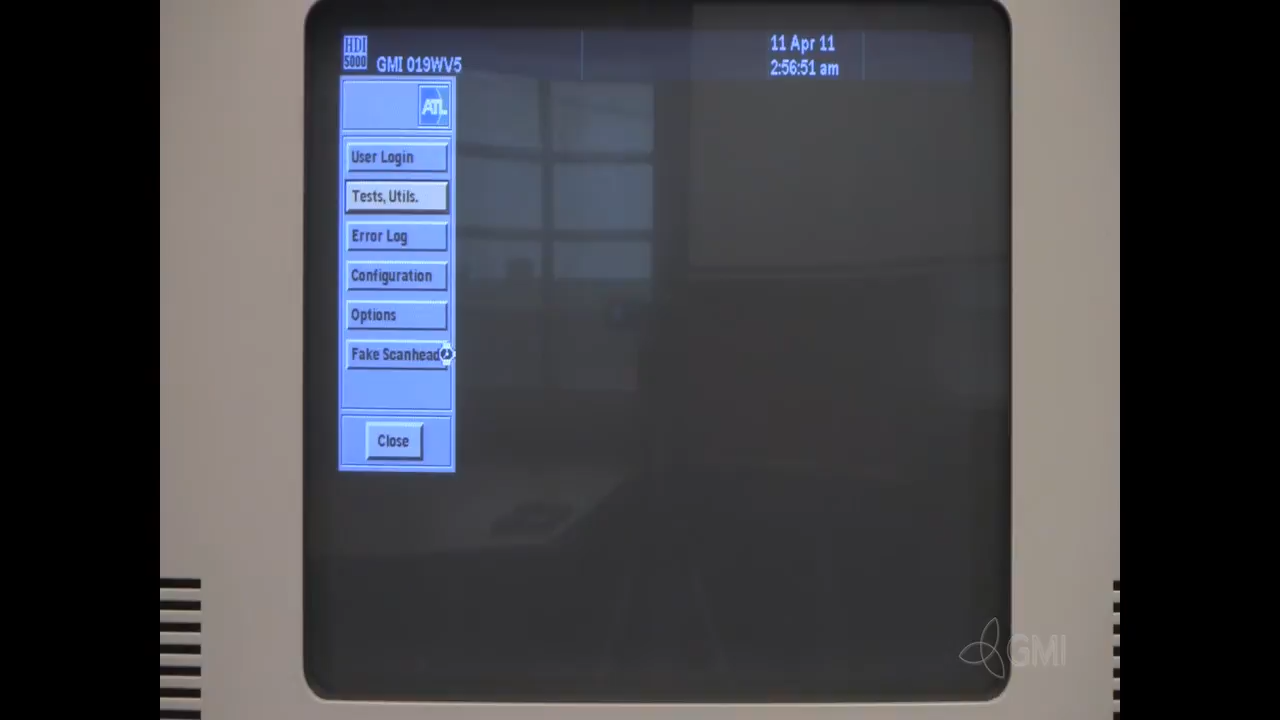 HDI
5000
GMI 019WV5
11 Apr 11
2:56:51 am
ATL
User Login
Tests, Utils.
Error Log
Configuration
Options
Fake Scanhead
Close
GMI